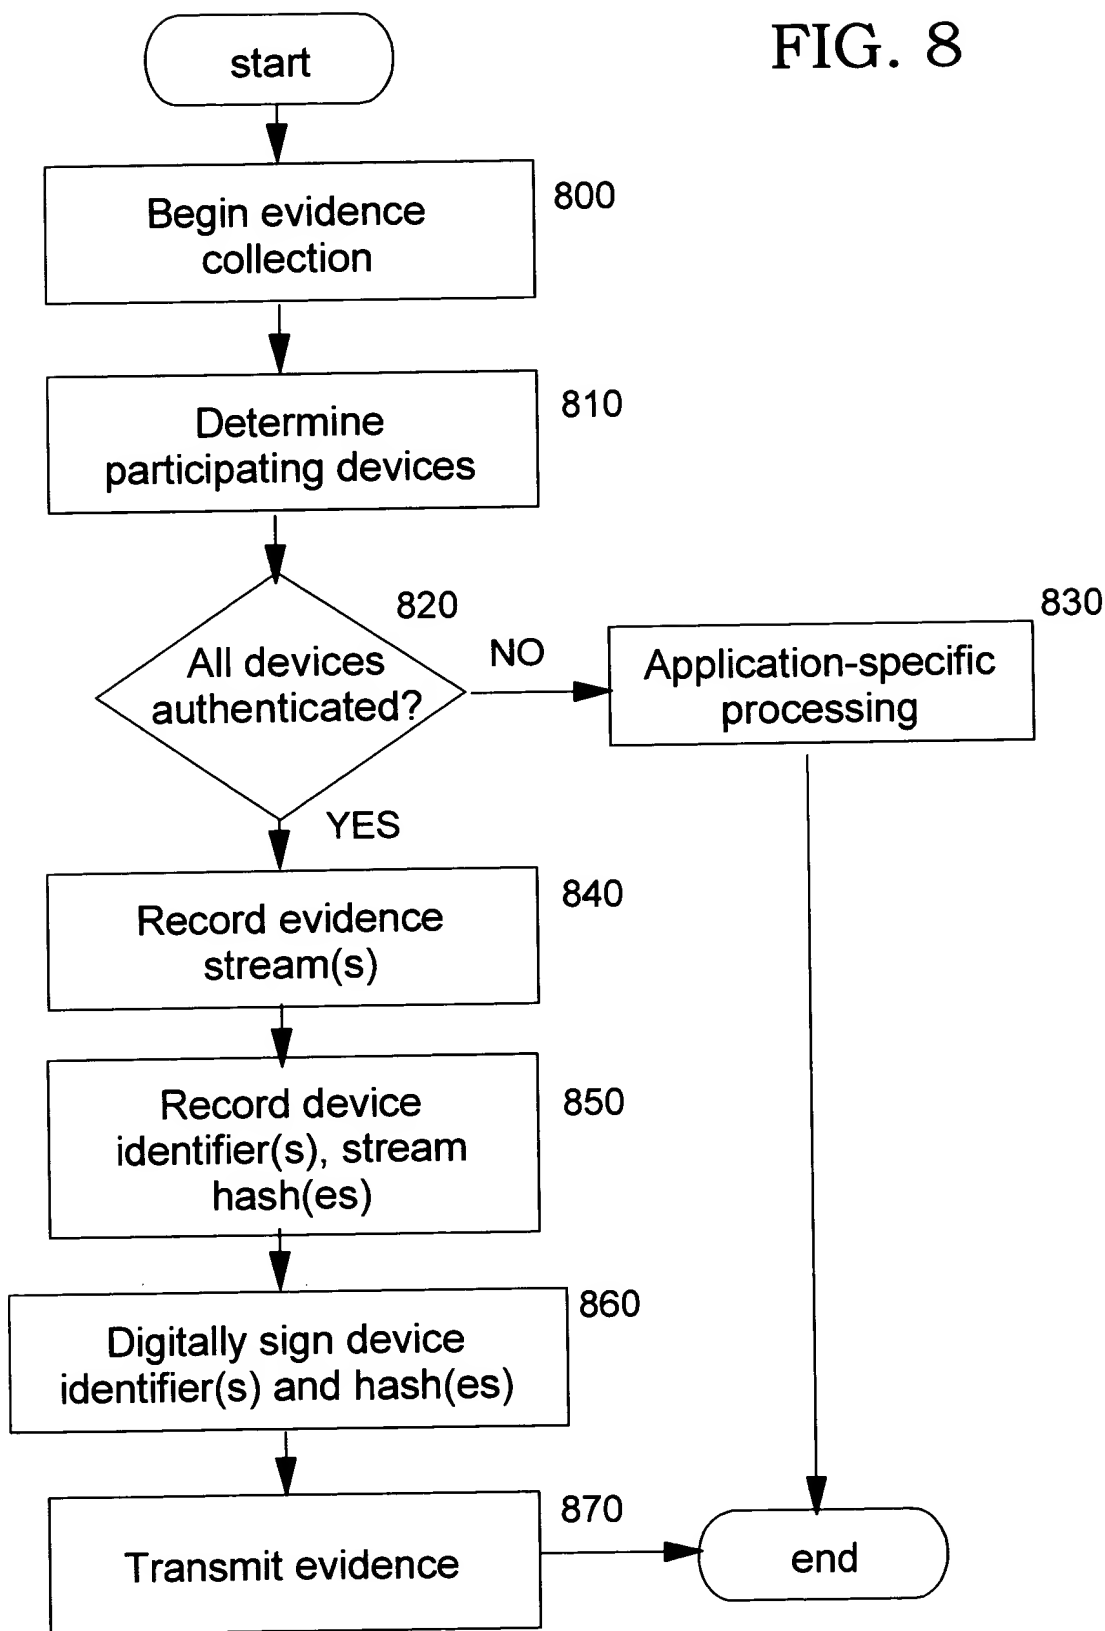 FIG. 8
start
800
Begin evidence
collection
810
Determine
participating devices
820
All devices
authenticated?
NO
830
Application-specific
processing
YES
840
Record evidence
stream(s)
850
Record device
identifier(s), stream
hash(es)
860
Digitally sign device
identifier(s) and hash(es)
870
Transmit evidence
end